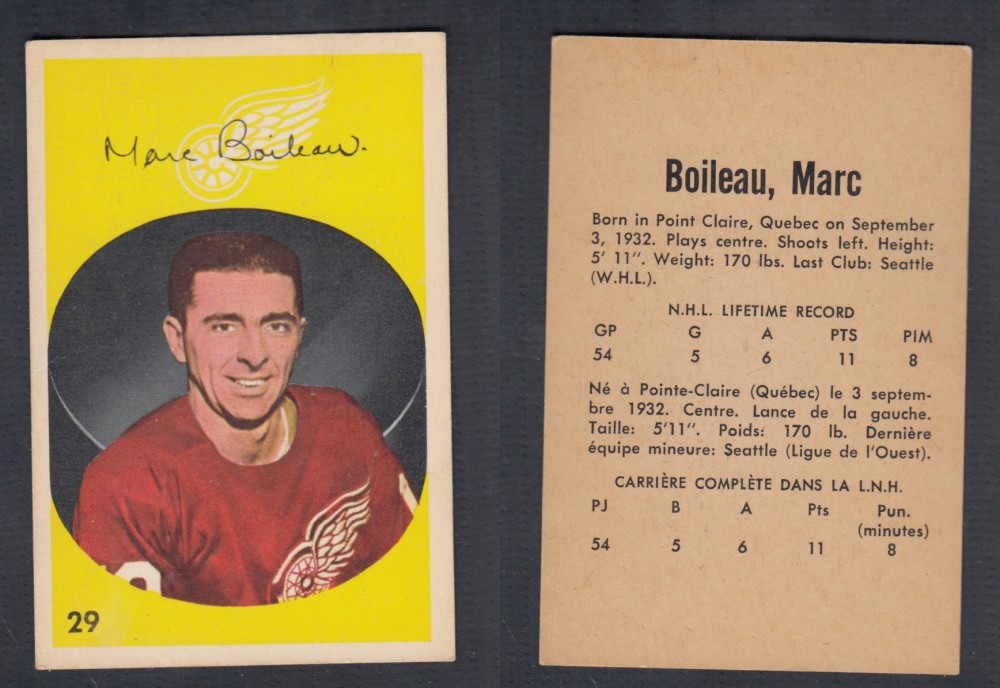 Marc Boileau.
29
Boileau, Marc
Born in Point Claire, Quebec on September
3, 1932. Plays centre. Shoots left. Height:
5' 11". Weight: 170 lbs. Last Club: Seattle
(W.H.L.).
N.H.L. LIFETIME RECORD
GP G A PTS PIM
54 5 6 11 8
Né à Pointe-Claire (Québec) le 3 septem-
bre 1932. Centre. Lance de la gauche.
Taille: 5'11". Poids: 170 lb. Dernière
équipe mineure: Seattle (Ligue de l'Ouest).
CARRIÈRE COMPLÈTE DANS LA L.N.H.
PJ B A Pts Pun.
(minutes)
54 5 6 11 8